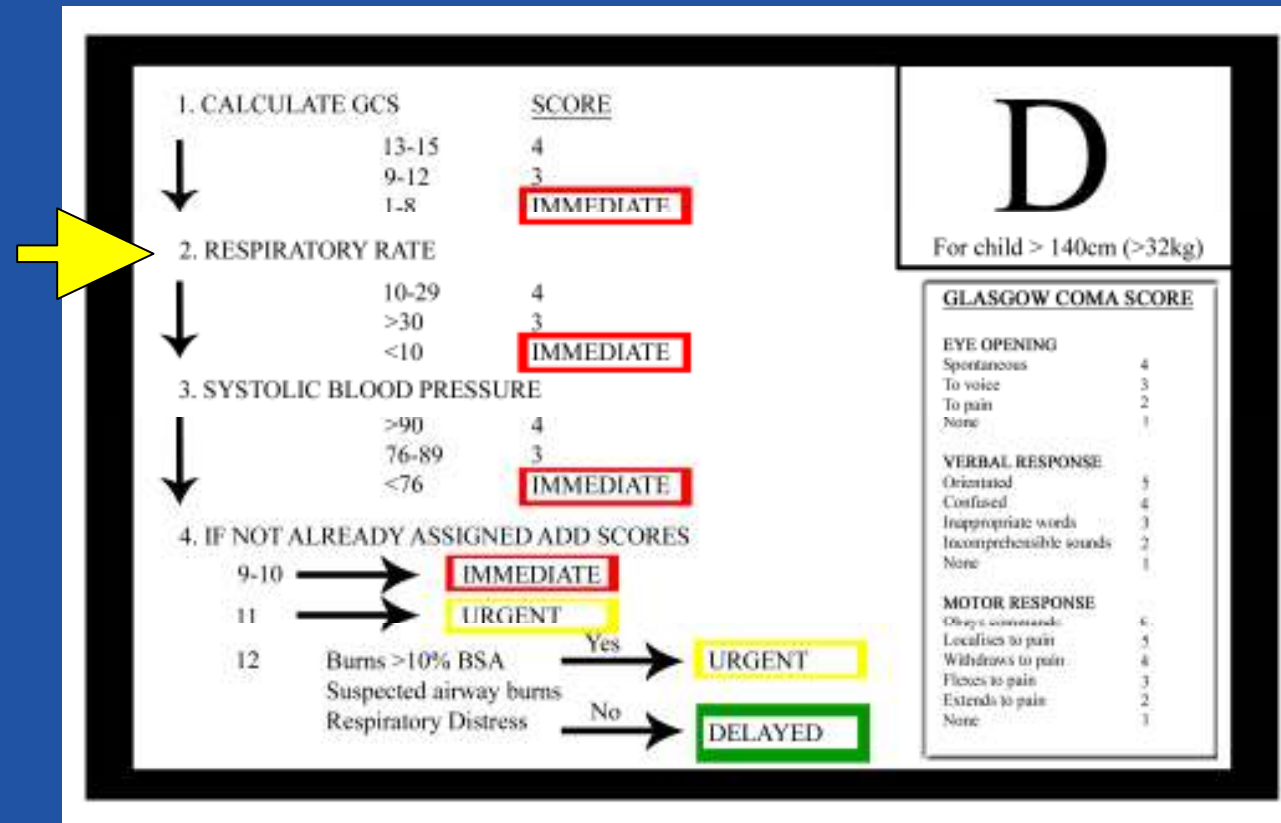 1. CALCULATE GCS SCORE
13-15 4
9-12 3
1-8 IMMEDIATE
2. RESPIRATORY RATE
10-29 4
>30 3
<10 IMMEDIATE
3. SYSTOLIC BLOOD PRESSURE
>90 4
76-89 3
<76 IMMEDIATE
4. IF NOT ALREADY ASSIGNED ADD SCORES
9-10 IMMEDIATE
11 URGENT
12 Burns >10% BSA Yes URGENT
Suspected airway burns
Respiratory Distress No DELAYED
D
For child > 140cm (>32kg)
GLASGOW COMA SCORE
EYE OPENING
Spontaneous 4
To voice 3
To pain 2
None 1
VERBAL RESPONSE
Orientated 5
Confused 4
Inappropriate words 3
Incomprehensible sounds 2
None 1
MOTOR RESPONSE
Obeys commands 6
Localises to pain 5
Withdraws to pain 4
Flexes to pain 3
Extends to pain 2
None 1